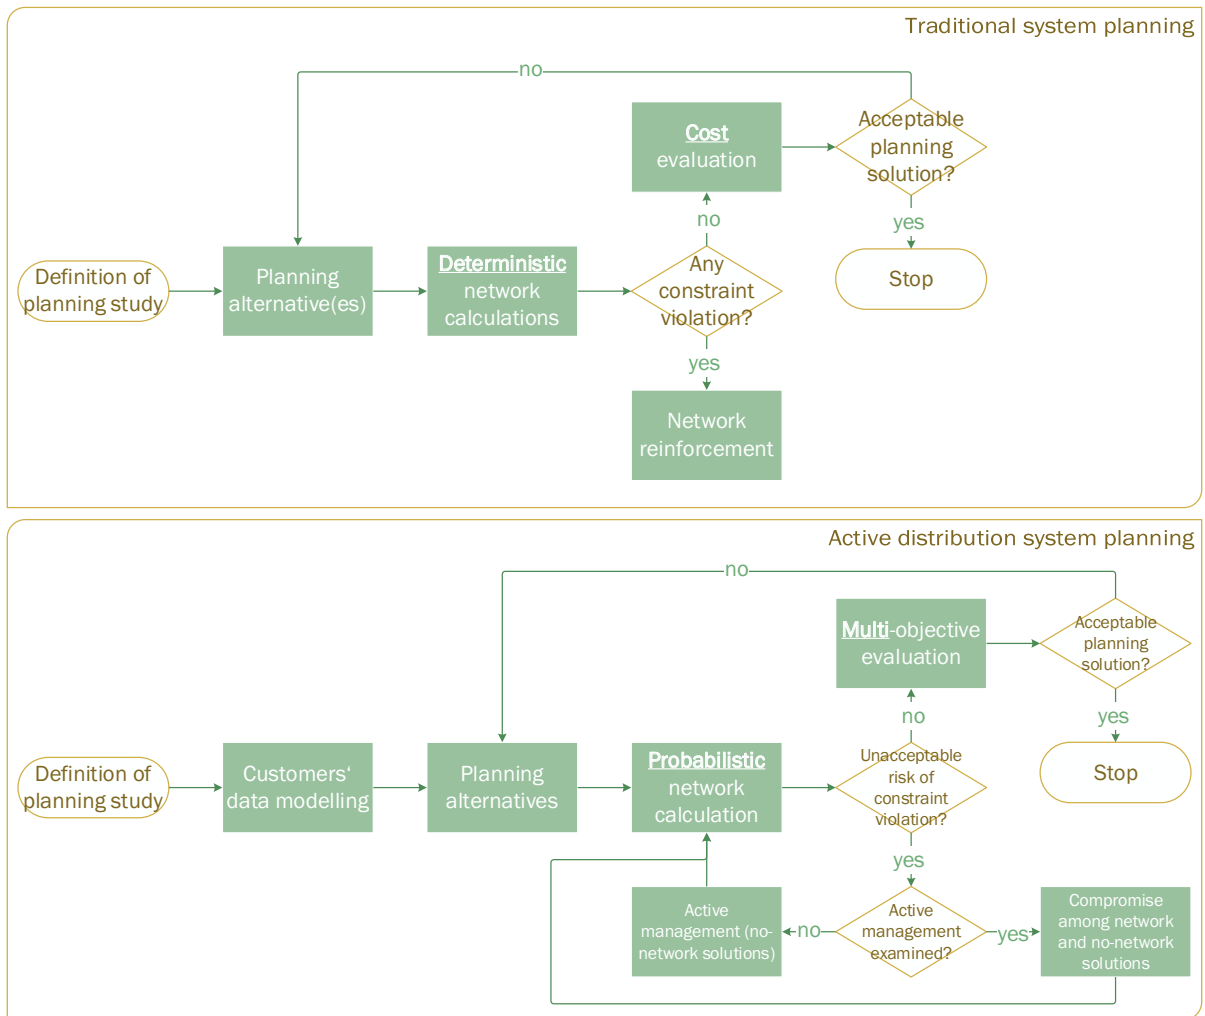 Traditional system planning
no
Cost
evaluation
Acceptable
planning
solution?
no
yes
Definition of
planning study
Planning
alternative(es)
Deterministic
network
calculations
Any
constraint
violation?
Stop
yes
Network
reinforcement
Active distribution system planning
no
Multi-objective
evaluation
Acceptable
planning
solution?
no
yes
Definition of
planning study
Customers‘
data modelling
Planning
alternatives
Probabilistic
network
calculation
Unacceptable
risk of
constraint
violation?
Stop
yes
Active
management (no-
network solutions)
no
Active
management
examined?
yes
Compromise
among network
and no-network
solutions